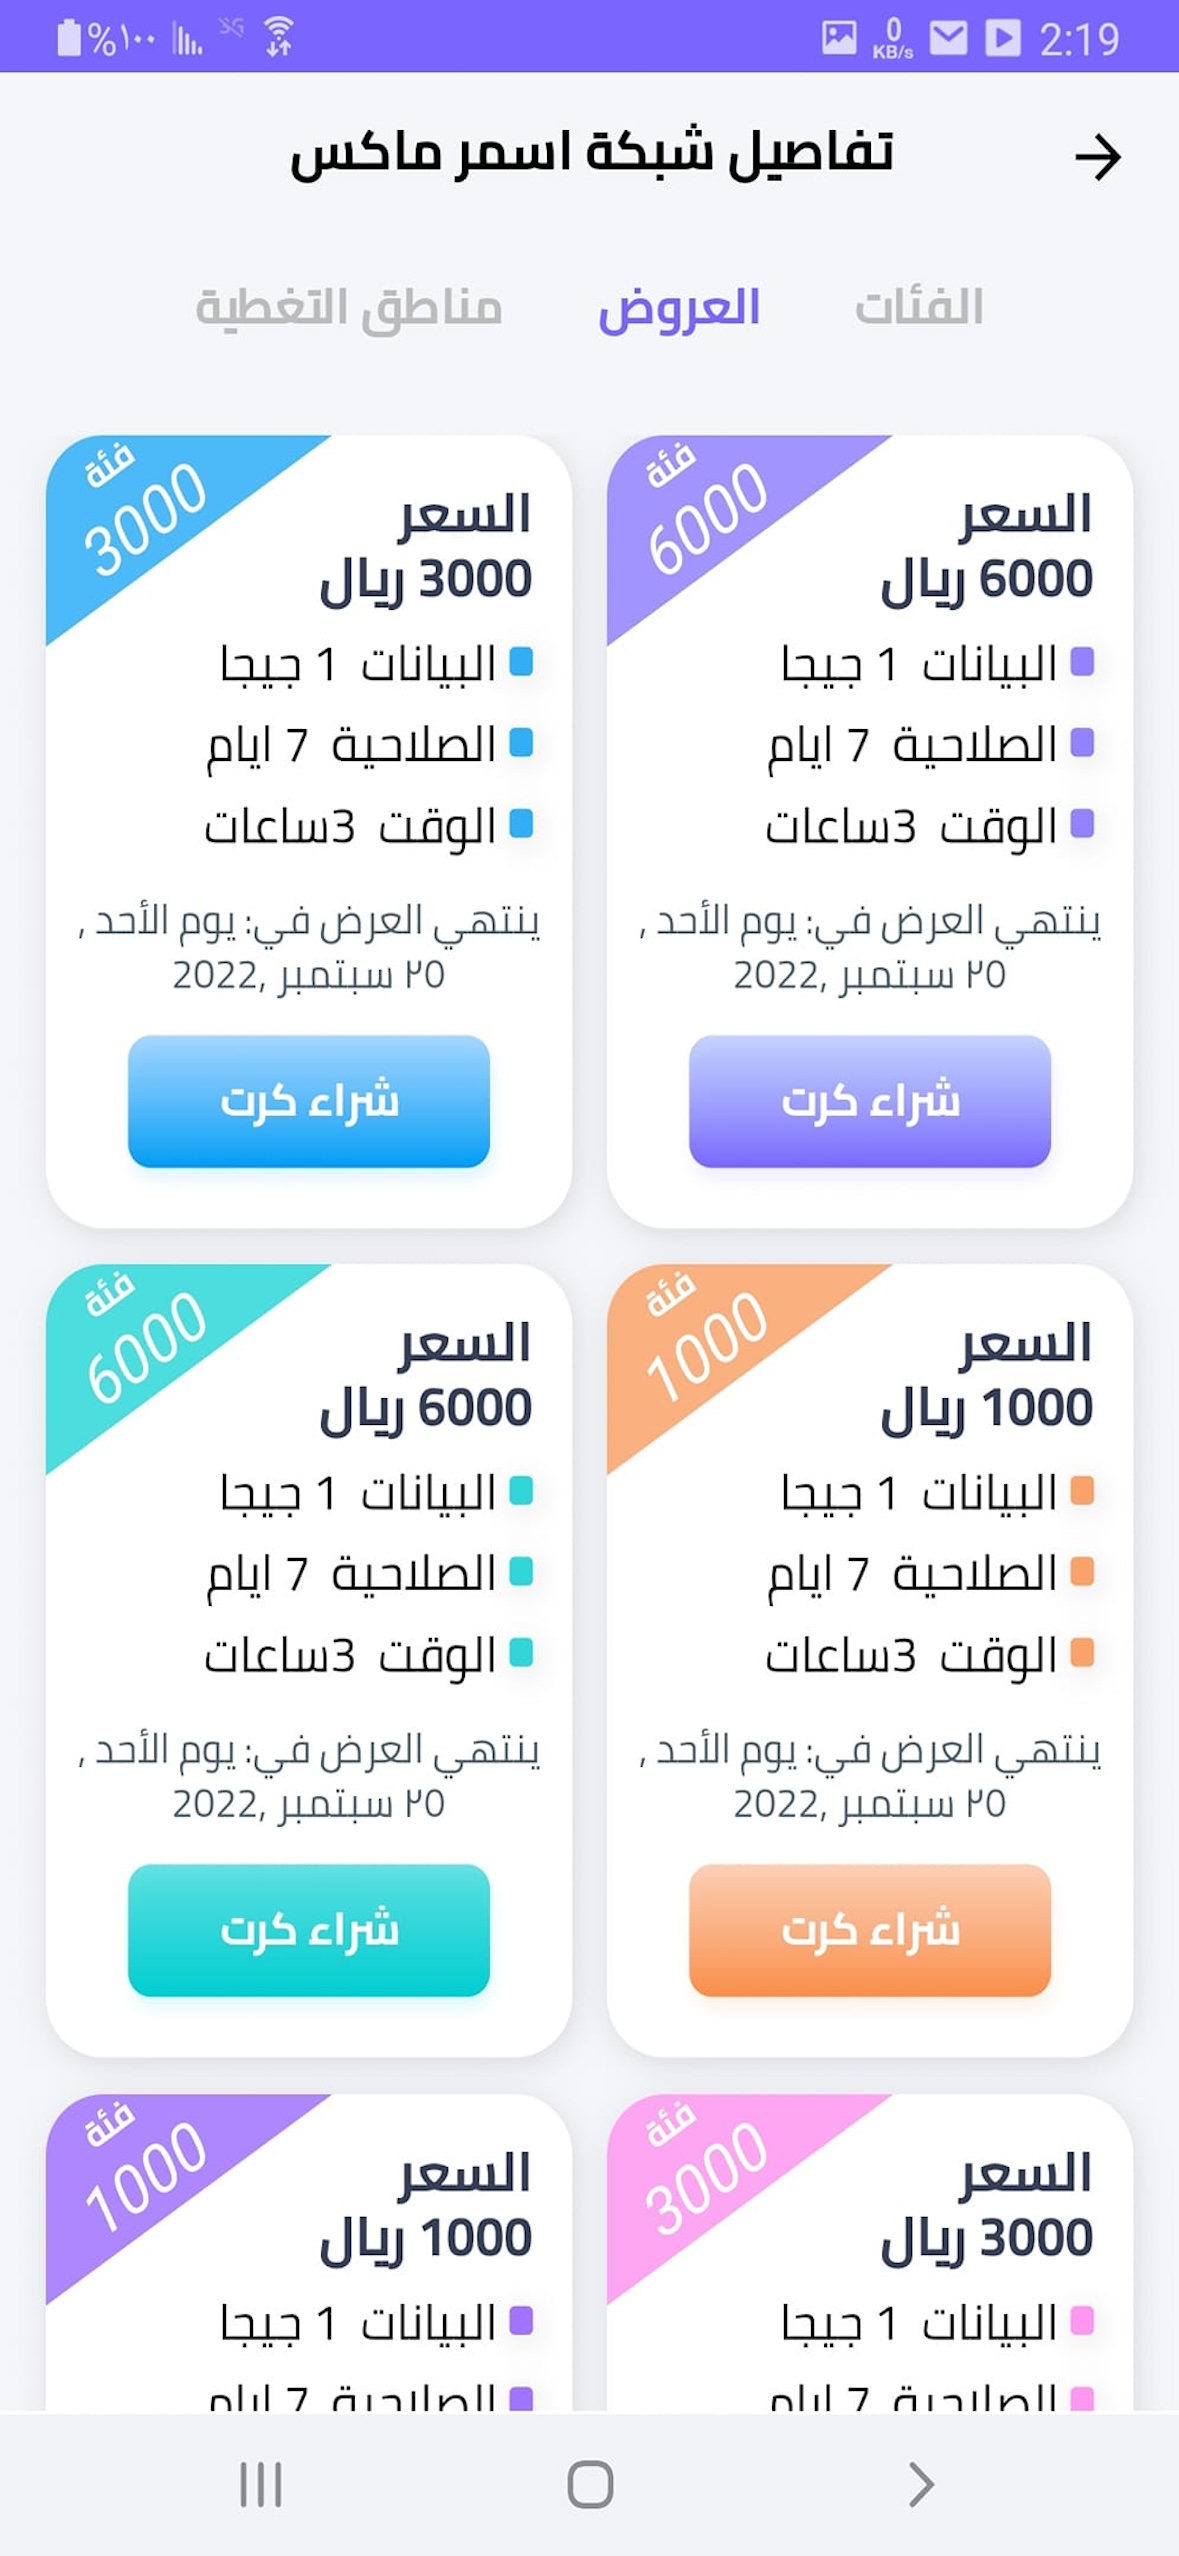 %١٠٠ 3G 0 KB/s 2:19
تفاصيل شبكة اسمر ماكس
الفئات العروض مناطق التغطية
فئة
6000
السعر
6000 ريال
البيانات 1 جيجا
الصلاحية 7 ايام
الوقت 3ساعات
ينتهي العرض في: يوم الأحد ,
٢٥ سبتمبر ,2022
شراء كرت
فئة
3000
السعر
3000 ريال
البيانات 1 جيجا
الصلاحية 7 ايام
الوقت 3ساعات
ينتهي العرض في: يوم الأحد ,
٢٥ سبتمبر ,2022
شراء كرت
فئة
1000
السعر
1000 ريال
البيانات 1 جيجا
الصلاحية 7 ايام
الوقت 3ساعات
ينتهي العرض في: يوم الأحد ,
٢٥ سبتمبر ,2022
شراء كرت
فئة
6000
السعر
6000 ريال
البيانات 1 جيجا
الصلاحية 7 ايام
الوقت 3ساعات
ينتهي العرض في: يوم الأحد ,
٢٥ سبتمبر ,2022
شراء كرت
فئة
3000
السعر
3000 ريال
البيانات 1 جيجا
الصلاحية 7 ايام
فئة
1000
السعر
1000 ريال
البيانات 1 جيجا
الصلاحية 7 ايام